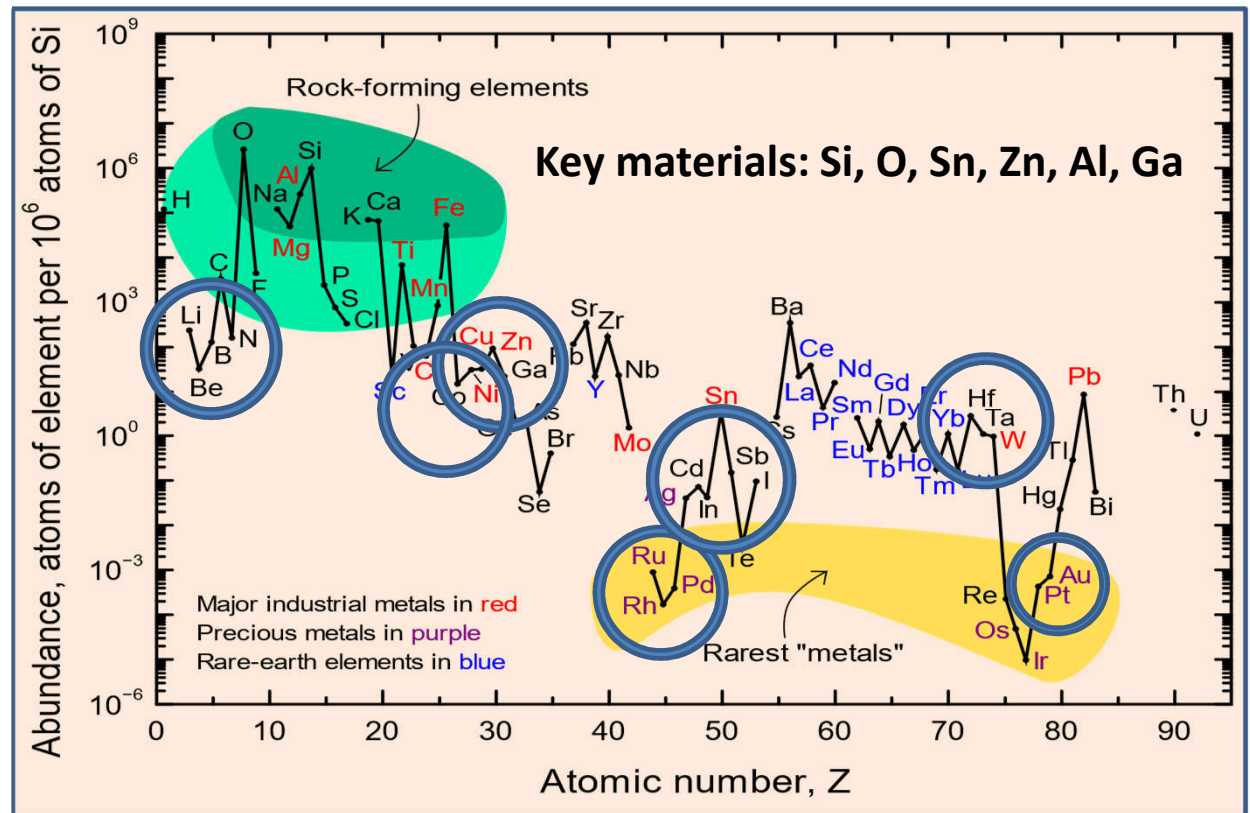 Abundance, atoms of element per 10⁶ atoms of Si
10⁹
10⁶
10³
10⁰
10⁻³
10⁻⁶
Rock-forming elements
Key materials: Si, O, Sn, Zn, Al, Ga
H
Li
Be
B
C
N
O
F
Na
Mg
Al
Si
P
S
Cl
K
Ca
Sc
Ti
V
C
Mn
Fe
Co
Ni
Cu
Zn
Ga
As
Se
Br
Rb
Sr
Y
Zr
Nb
Mo
Ru
Rh
Pd
Ag
Cd
In
Sn
Sb
Te
I
Cs
Ba
La
Ce
Pr
Nd
Sm
Eu
Gd
Tb
Dy
Ho
Er
Tm
Yb
Lu
Hf
Ta
W
Re
Os
Ir
Pt
Au
Hg
Tl
Pb
Bi
Th
U
Major industrial metals in red
Precious metals in purple
Rare-earth elements in blue
Rarest "metals"
0 10 20 30 40 50 60 70 80 90
Atomic number, Z